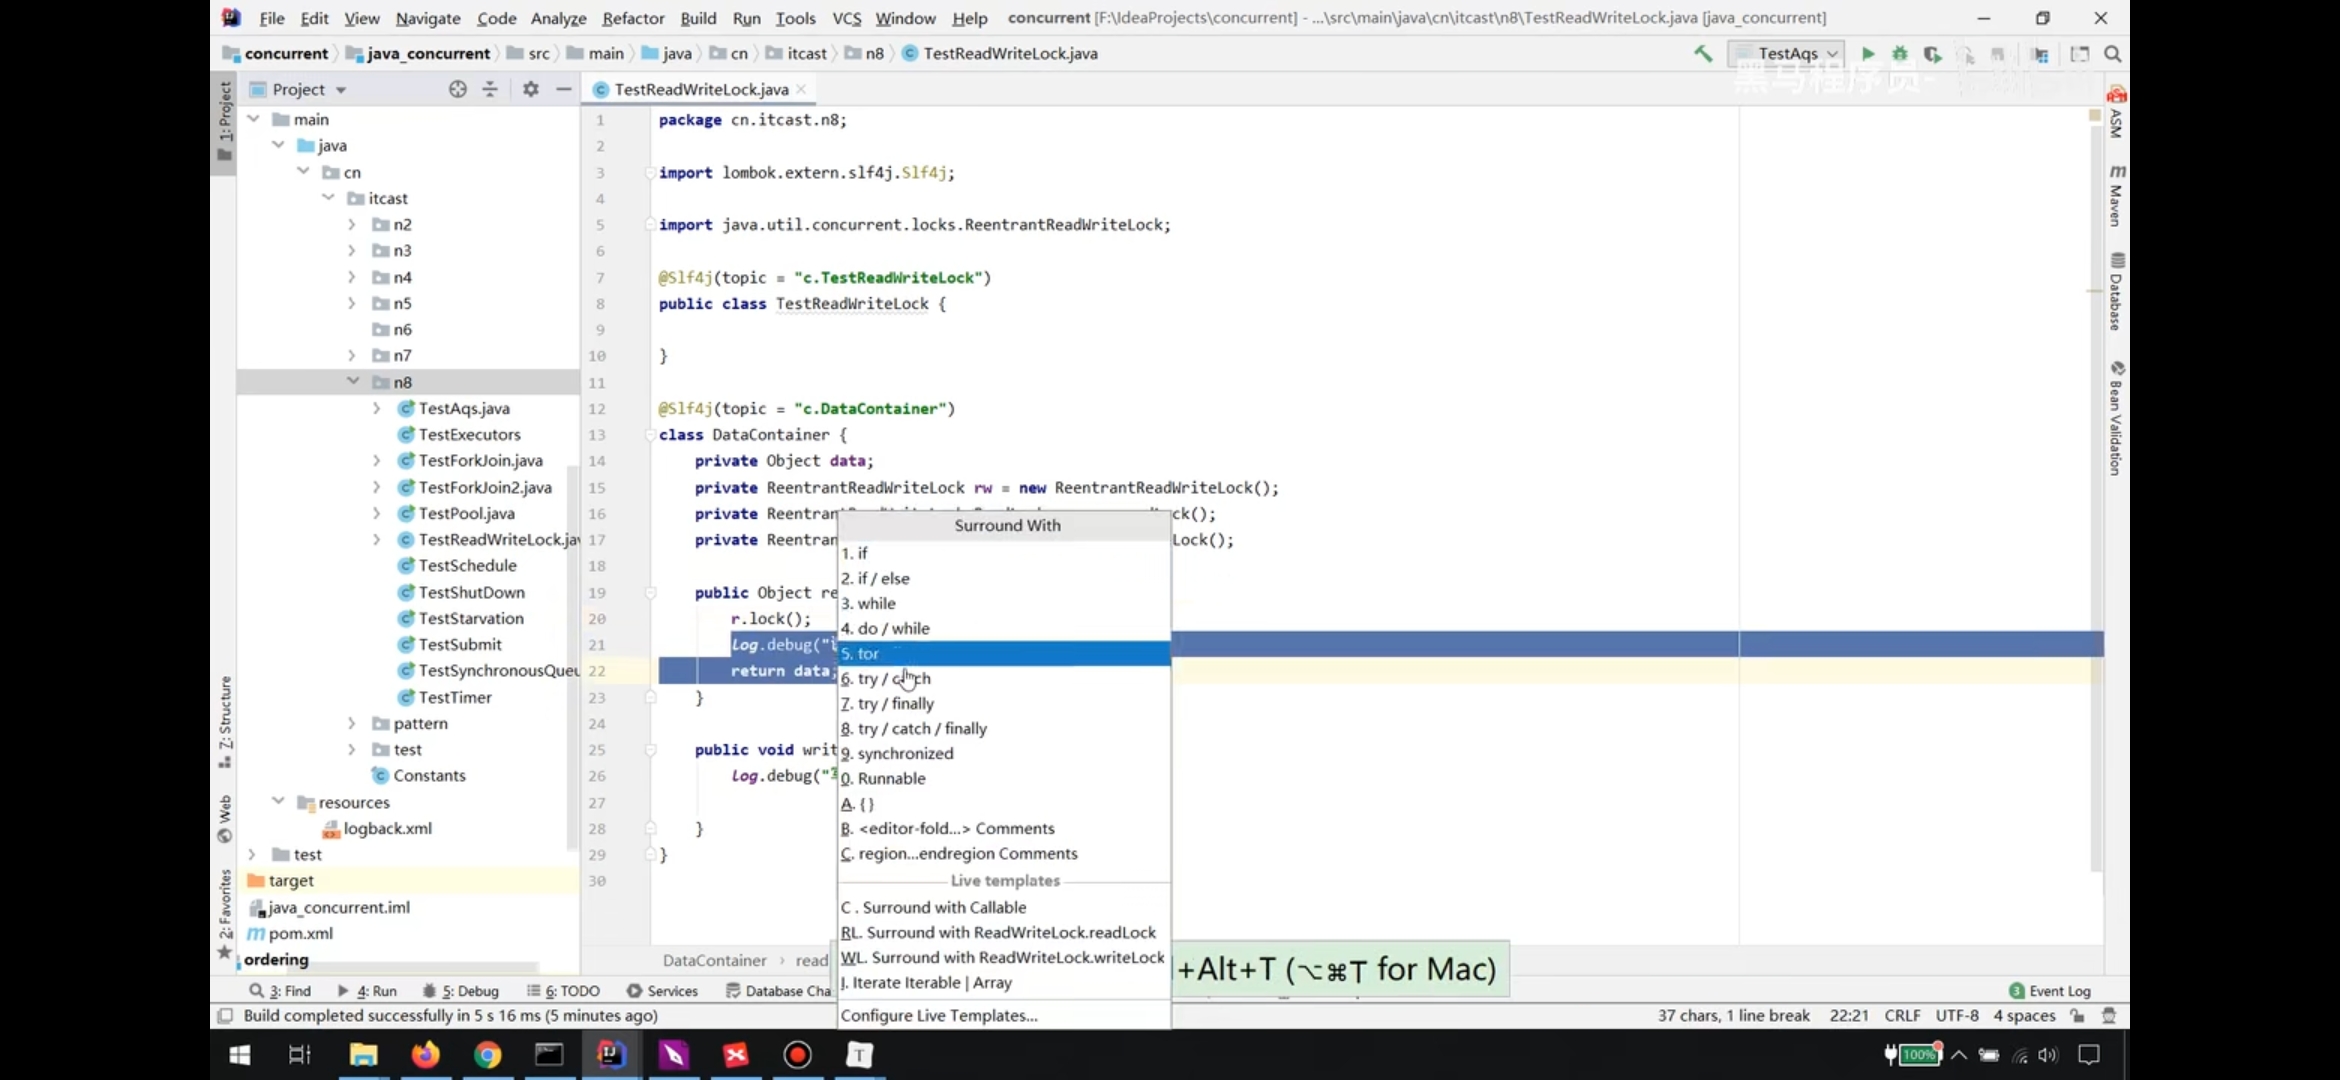 File Edit View Navigate Code Analyze Refactor Build Run Tools VCS Window Help concurrent [F:\IdeaProjects\concurrent] - ...\src\main\java\cn\itcast\n8\TestReadWriteLock.java [java_concurrent]
concurrent java_concurrent src main java cn itcast n8 TestReadWriteLock.java TestAqs
黑马程序员-
Project TestReadWriteLock.java ×
1: Project
7: Structure
Web
2: Favorites
main
java
cn
itcast
n2
n3
n4
n5
n6
n7
n8
TestAqs.java
TestExecutors
TestForkJoin.java
TestForkJoin2.java
TestPool.java
TestReadWriteLock.jav
TestSchedule
TestShutDown
TestStarvation
TestSubmit
TestSynchronousQueu
TestTimer
pattern
test
Constants
resources
logback.xml
test
target
java_concurrent.iml
pom.xml
ordering
1 package cn.itcast.n8;
2
3 import lombok.extern.slf4j.Slf4j;
4
5 import java.util.concurrent.locks.ReentrantReadWriteLock;
6
7 @Slf4j(topic = "c.TestReadWriteLock")
8 public class TestReadWriteLock {
9
10 }
11
12 @Slf4j(topic = "c.DataContainer")
13 class DataContainer {
14 private Object data;
15 private ReentrantReadWriteLock rw = new ReentrantReadWriteLock();
16 private Reentran ck();
17 private Reentran Lock();
18
19 public Object re
20 r.lock();
21 log.debug("
22 return data;
23 }
24
25 public void writ
26 log.debug("
27
28 }
29 }
30
Surround With
1. if
2. if / else
3. while
4. do / while
5. for
6. try / catch
7. try / finally
8. try / catch / finally
9. synchronized
0. Runnable
A. { }
B. <editor-fold...> Comments
C. region...endregion Comments
Live templates
C . Surround with Callable
RL. Surround with ReadWriteLock.readLock
WL. Surround with ReadWriteLock.writeLock
I. Iterate Iterable | Array
Configure Live Templates...
DataContainer › read
+Alt+T (⌥⌘T for Mac)
ASM
Maven
Database
Bean Validation
3: Find 4: Run 5: Debug 6: TODO Services Database Cha 3 Event Log
Build completed successfully in 5 s 16 ms (5 minutes ago) 37 chars, 1 line break 22:21 CRLF UTF-8 4 spaces
T 100%